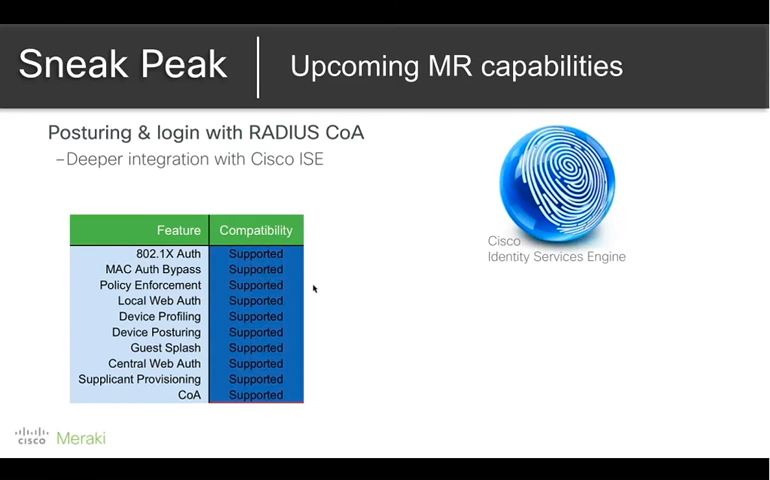 Sneak Peak
Upcoming MR capabilities
Posturing & login with RADIUS CoA
–Deeper integration with Cisco ISE
Cisco
Identity Services Engine
Feature Compatibility
802.1X Auth Supported
MAC Auth Bypass Supported
Policy Enforcement Supported
Local Web Auth Supported
Device Profiling Supported
Device Posturing Supported
Guest Splash Supported
Central Web Auth Supported
Supplicant Provisioning Supported
CoA Supported
cisco Meraki